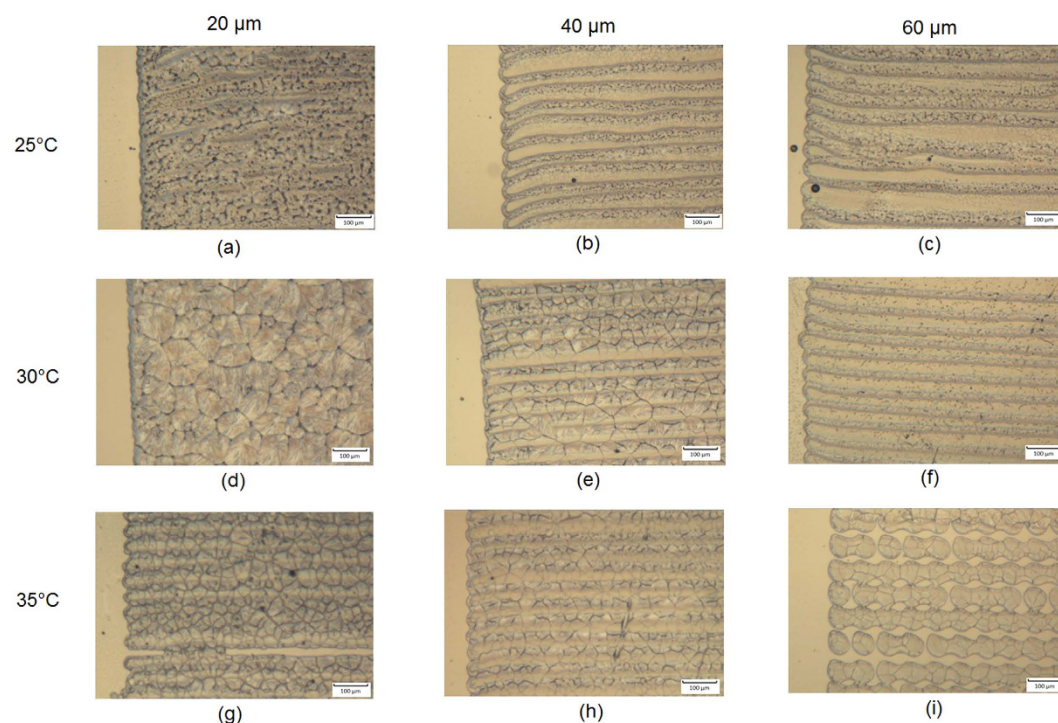 20 µm 40 µm 60 µm
25°C
100 µm 100 µm 100 µm
(a) (b) (c)
30°C
100 µm 100 µm 100 µm
(d) (e) (f)
35°C
100 µm 100 µm 100 µm
(g) (h) (i)